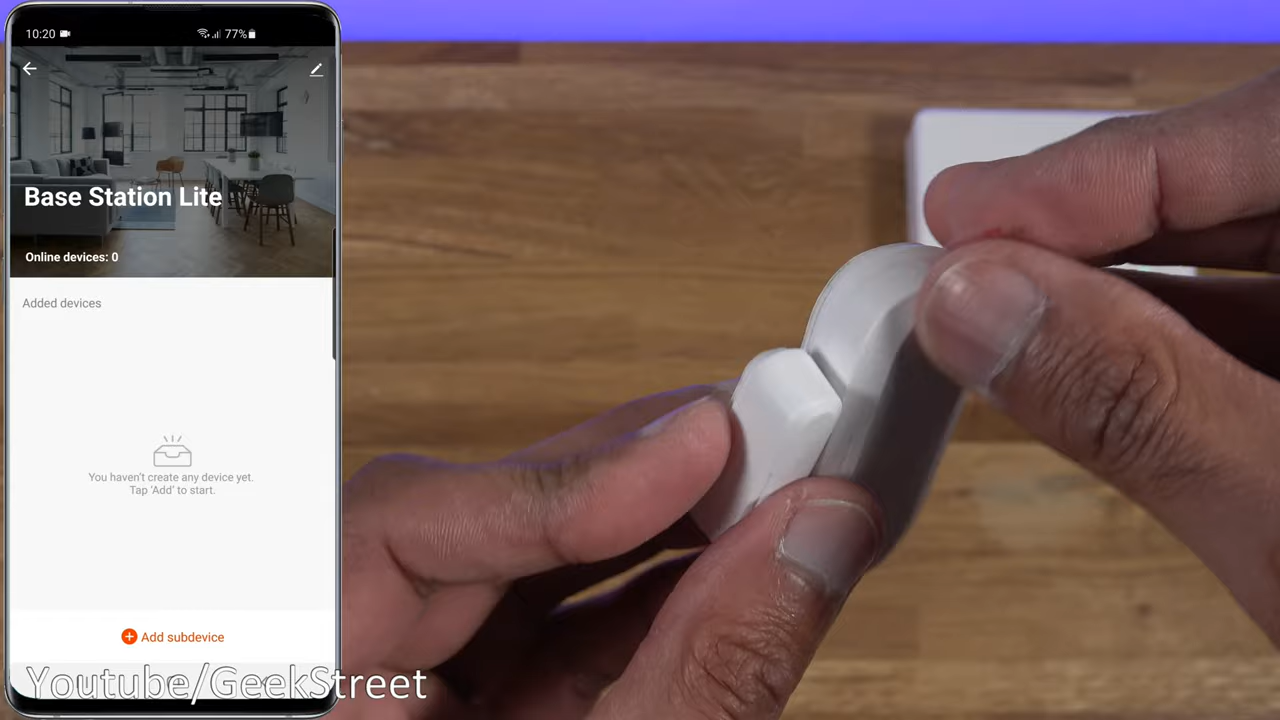 10:20
77%
Base Station Lite
Online devices: 0
Added devices
You haven't create any device yet.
Tap 'Add' to start.
Add subdevice
Youtube/GeekStreet